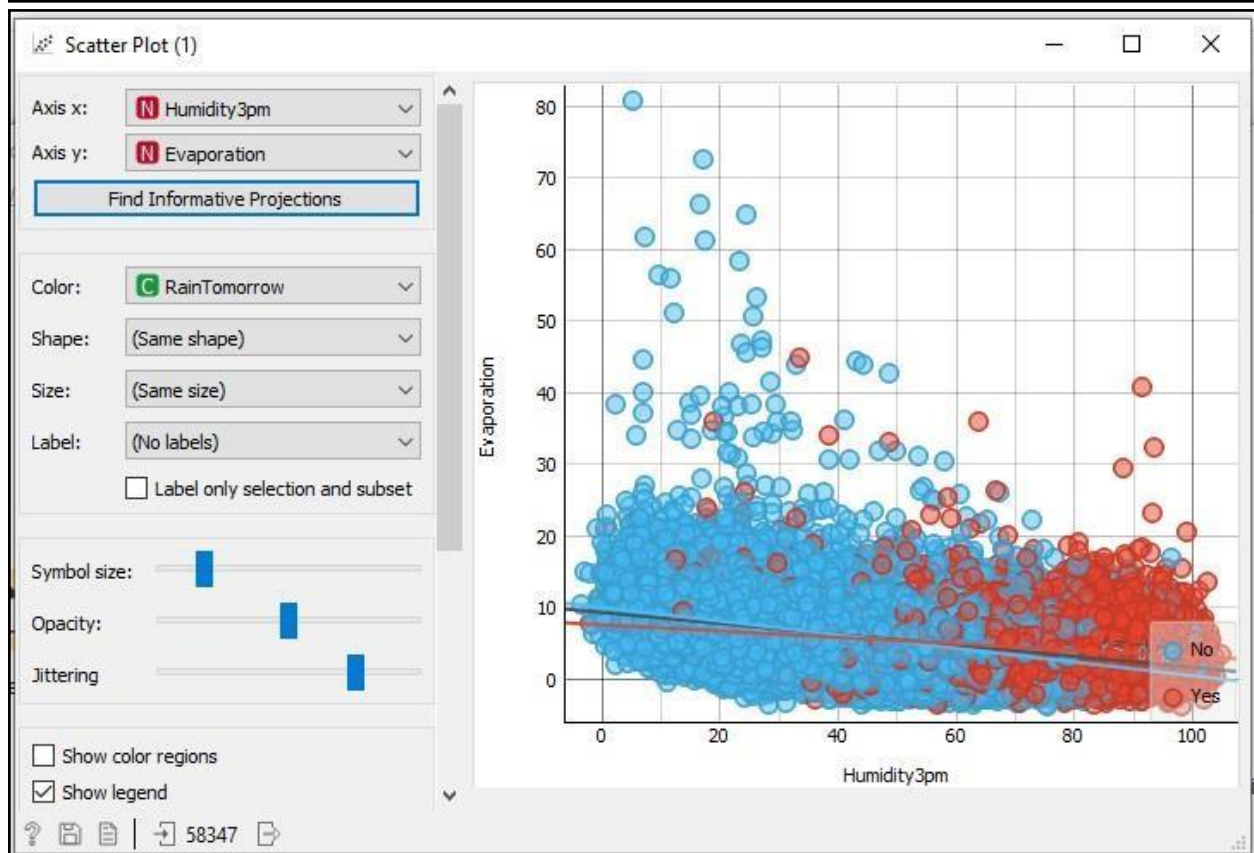 Scatter Plot (1)
Axis x: N Humidity3pm
Axis y: N Evaporation
Find Informative Projections
Color: C RainTomorrow
Shape: (Same shape)
Size: (Same size)
Label: (No labels)
Label only selection and subset
Symbol size:
Opacity:
Jittering
Show color regions
Show legend
? 58347
80
70
60
50
40
30
20
10
0
Evaporation
0 20 40 60 80 100
Humidity3pm
No
Yes